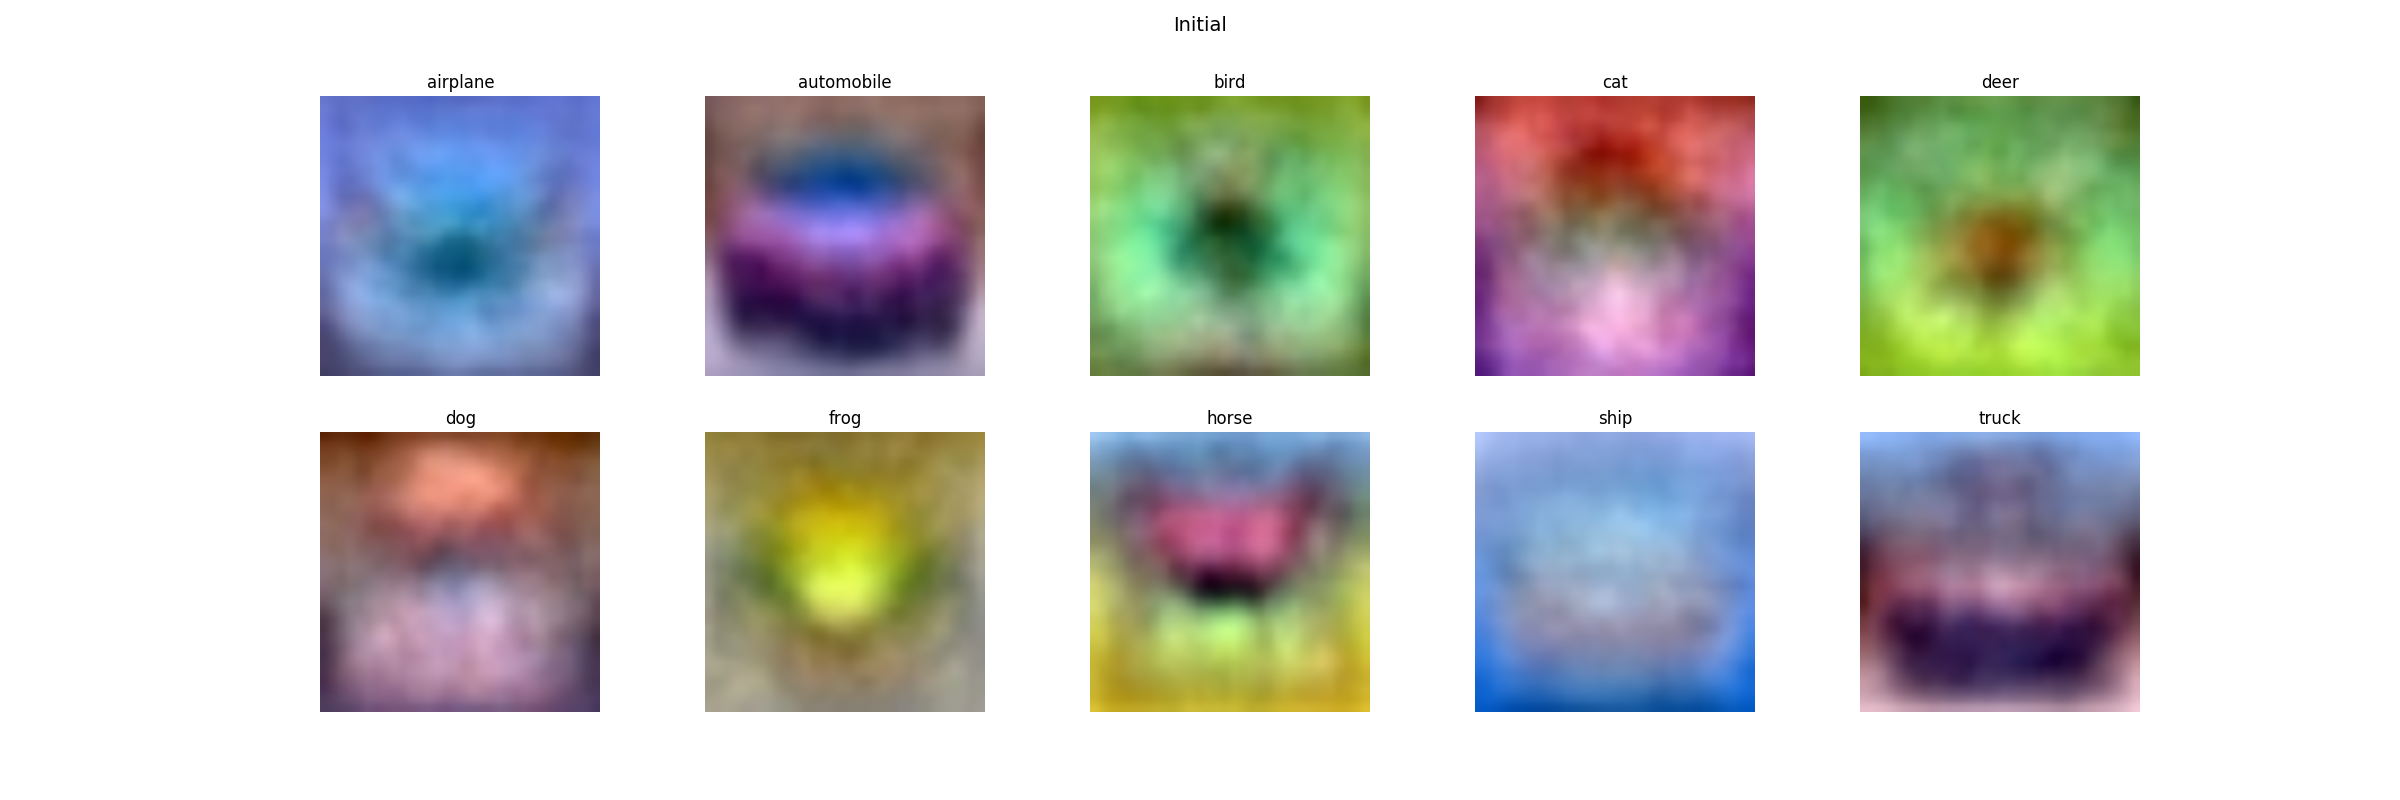 Initial
airplane automobile bird cat deer
dog frog horse ship truck